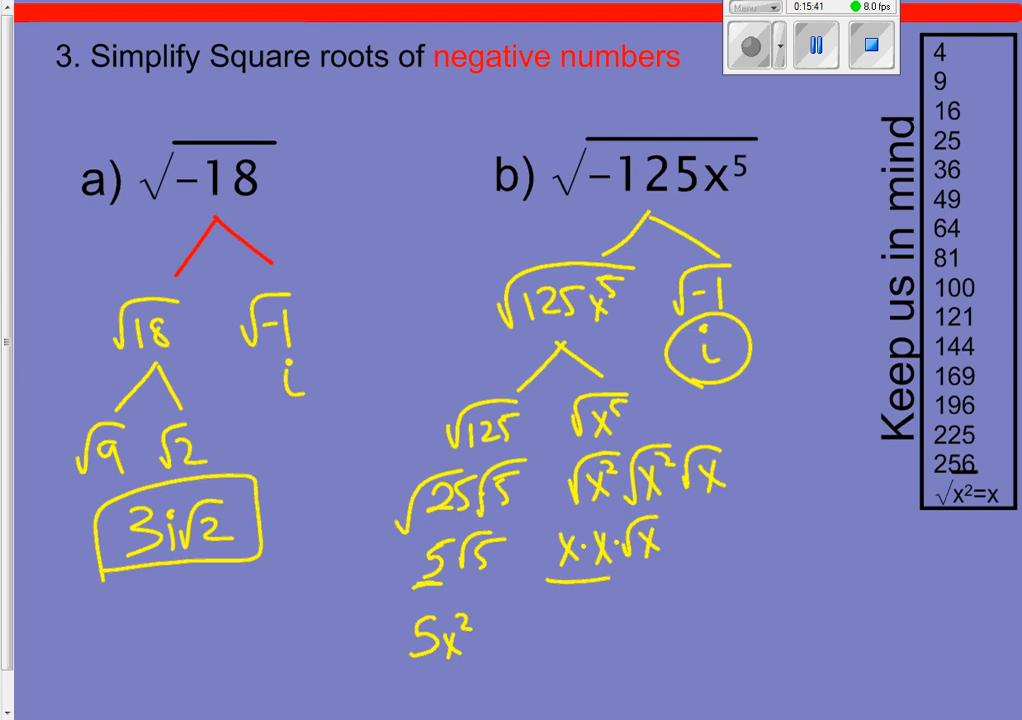 Menu
0:15:41
8.0 fps
3. Simplify Square roots of negative numbers
a) √-18
√18 √-1
i
√9 √2
3i√2
b) √-125x⁵
√125x⁵ √-1
i
√125 √x⁵
√25√5 √x² √x² √x
5√5 x·x·√x
5x²
Keep us in mind
4
9
16
25
36
49
64
81
100
121
144
169
196
225
256
√x²=x